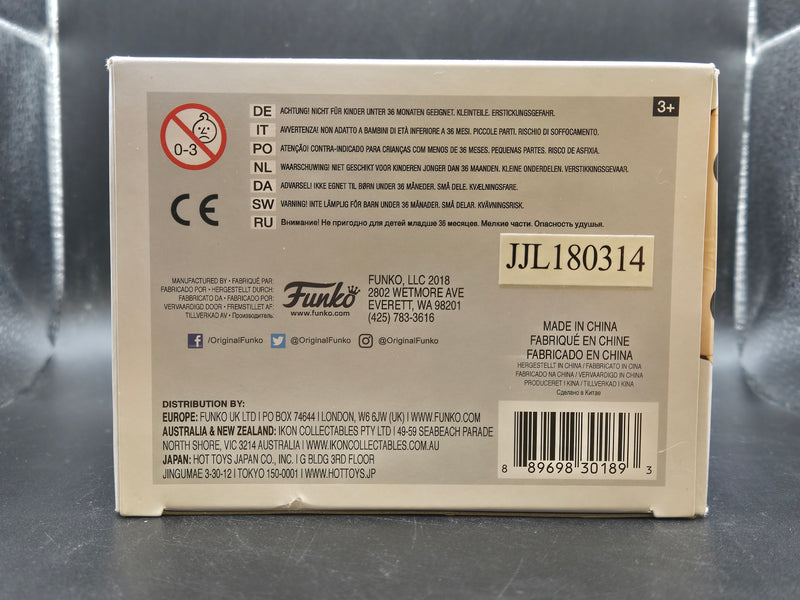 0-3
3+
DE ACHTUNG! NICHT FÜR KINDER UNTER 36 MONATEN GEEIGNET. KLEINTEILE. ERSTICKUNGSGEFAHR.
IT AVVERTENZA! NON ADATTO A BAMBINI DI ETÀ INFERIORE A 36 MESI. PICCOLE PARTI. RISCHIO DI SOFFOCAMENTO.
PO ATENÇÃO! CONTRA-INDICADO PARA CRIANÇAS COM MENOS DE 36 MESES. PEQUENAS PARTES. RISCO DE ASFIXIA.
NL WAARSCHUWING! NIET GESCHIKT VOOR KINDEREN JONGER DAN 36 MAANDEN. KLEINE ONDERDELEN. VERSTIKKINGSGEVAAR.
DA ADVARSEL! IKKE EGNET TIL BØRN UNDER 36 MÅNEDER. SMÅ DELE. KVÆLNINGSFARE.
SW VARNING! INTE LÄMPLIG FÖR BARN UNDER 36 MÅNADER. SMÅ DELAR. KVÄVNINGSRISK.
RU Внимание! Не пригодно для детей младше 36 месяцев. Мелкие части. Опасность удушья.
CE
JJL180314
MANUFACTURED BY • FABRIQUÉ PAR:
FABRICADO POR • HERGESTELLT DURCH:
FABBRICATO DA • FABRICADO POR:
VERVAARDIGD DOOR • FREMSTILLET AF:
TILLVERKAD AV • Производитель:
Funko
www.funko.com
FUNKO, LLC 2018
2802 WETMORE AVE
EVERETT, WA 98201
(425) 783-3616
/OriginalFunko @OriginalFunko @OriginalFunko
MADE IN CHINA
FABRIQUÉ EN CHINE
FABRICADO EN CHINA
HERGESTELLT IN CHINA / FABBRICATO IN CINA
FABRICADO NA CHINA / VERVAARDIGD IN CHINA
PRODUCERET I KINA / TILLVERKAD I KINA
Сделано в Китае
DISTRIBUTION BY:
EUROPE: FUNKO UK LTD | PO BOX 74644 | LONDON, W6 6JW (UK) | WWW.FUNKO.COM
AUSTRALIA & NEW ZEALAND: IKON COLLECTABLES PTY LTD | 49-59 SEABEACH PARADE
NORTH SHORE, VIC 3214 AUSTRALIA | WWW.IKONCOLLECTABLES.COM.AU
JAPAN: HOT TOYS JAPAN CO., INC. | G BLDG 3RD FLOOR
JINGUMAE 3-30-12 | TOKYO 150-0001 | WWW.HOTTOYS.JP
8 89698 30189 3